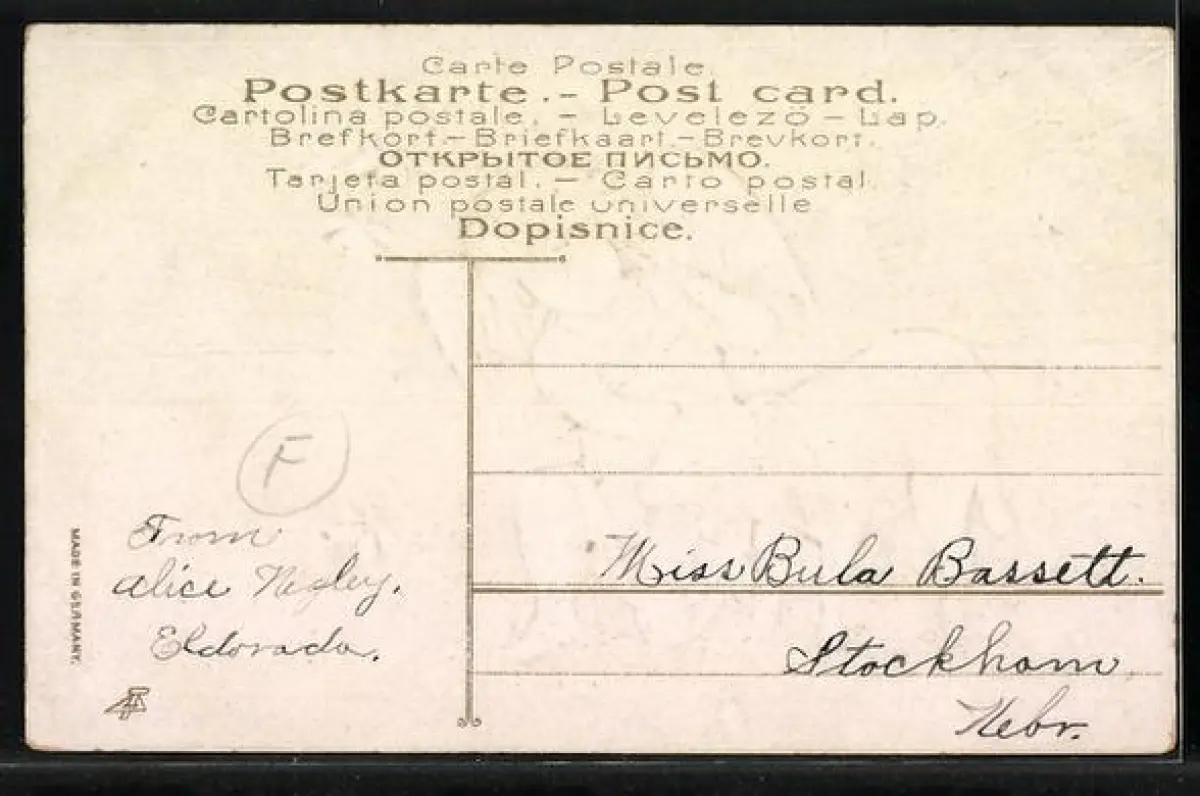 Carte Postale
Postkarte.- Post card.
Cartolina postale. - Levelezö - Lap.
Brefkort.- Briefkaart.- Brevkort.
ОТКРЫТОЕ ПИСЬМО.
Tarjeta postal. - Carto postal.
Union postale universelle
Dopisnice.
F
From
Alice Negley.
Eldorado.
MADE IN GERMANY.
Miss Bula Bassett.
Stockham
Nebr.